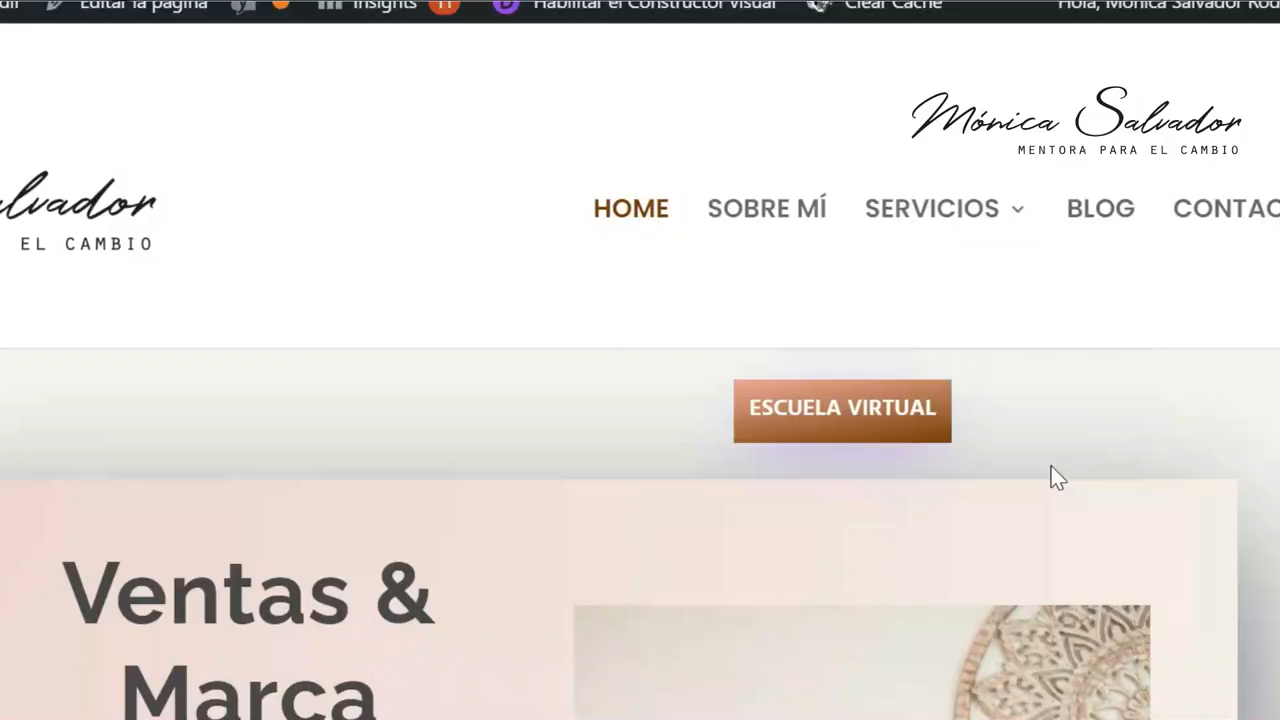 Editar la página
Insights 11
Habilitar el Constructor visual
Clear Cache
Hola, Mónica Salvador
Mónica Salvador
MENTORA PARA EL CAMBIO
EL CAMBIO
HOME
SOBRE MÍ
SERVICIOS
BLOG
ESCUELA VIRTUAL
Ventas &
Marca